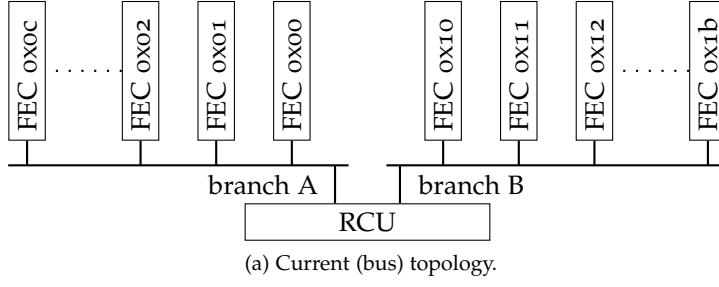 FEC 0x0c
FEC 0x02
FEC 0x01
FEC 0x00
FEC 0x10
FEC 0x11
FEC 0x12
FEC 0x1b
branch A
branch B
RCU
(a) Current (bus) topology.